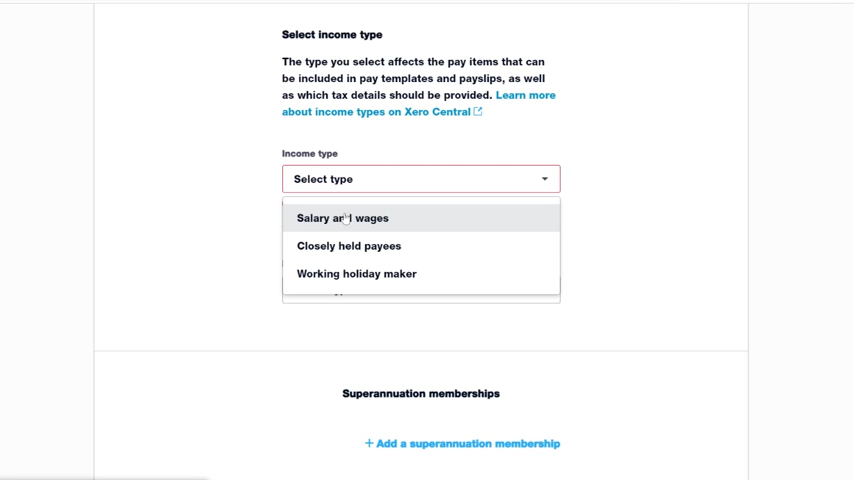 Select income type
The type you select affects the pay items that can
be included in pay templates and payslips, as well
as which tax details should be provided. Learn more
about income types on Xero Central
Income type
Select type
Salary and wages
Closely held payees
Working holiday maker
Superannuation memberships
+ Add a superannuation membership